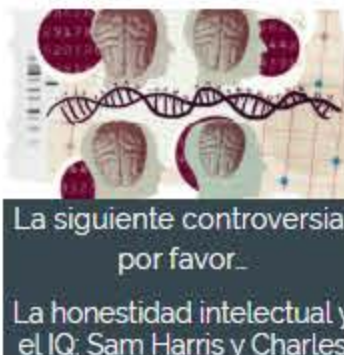 La siguiente controversia
por favor...
La honestidad intelectual y
el IQ: Sam Harris y Charles